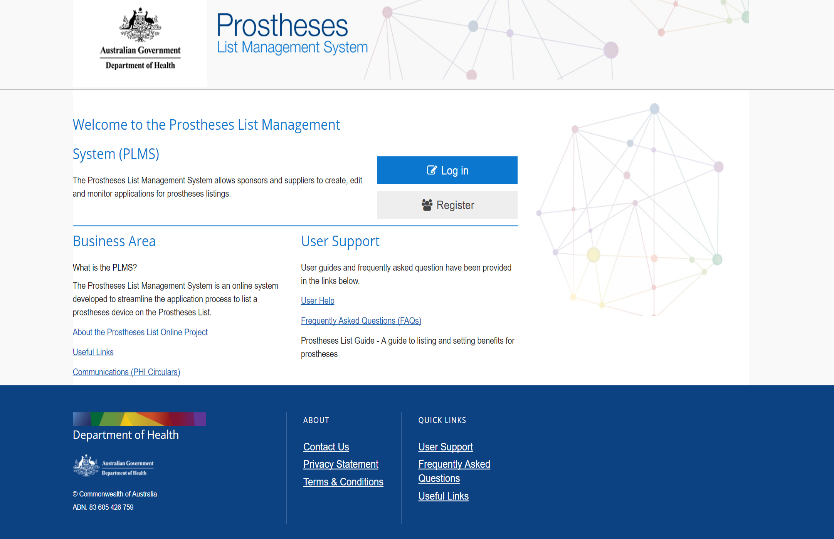 Australian Government
Department of Health
Prostheses
List Management System
Welcome to the Prostheses List Management
System (PLMS)
The Prostheses List Management System allows sponsors and suppliers to create, edit
and monitor applications for prostheses listings.
Log in
Register
Business Area
What is the PLMS?
The Prostheses List Management System is an online system
developed to streamline the application process to list a
prostheses device on the Prostheses List.
About the Prostheses List Online Project
Useful Links
Communications (PHI Circulars)
User Support
User guides and frequently asked question have been provided
in the links below.
User Help
Frequently Asked Questions (FAQs)
Prostheses List Guide - A guide to listing and setting benefits for
prostheses
Department of Health
Australian Government
Department of Health
© Commonwealth of Australia
ABN. 83 605 426 759
ABOUT
Contact Us
Privacy Statement
Terms & Conditions
QUICK LINKS
User Support
Frequently Asked
Questions
Useful Links